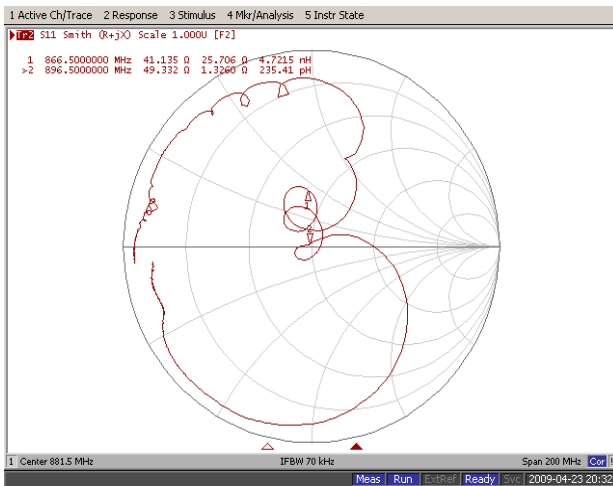 1 Active Ch/Trace 2 Response 3 Stimulus 4 Mkr/Analysis 5 Instr State
Tr2 S11 Smith (R+jX) Scale 1.000U [F2]
1 866.5000000 MHz 41.135 Ω 25.706 Ω 4.7215 nH
>2 896.5000000 MHz 49.332 Ω 1.3260 Ω 235.41 pH
1
2
1 Center 881.5 MHz IFBW 70 kHz Span 200 MHz Cor !
Meas Run ExtRef Ready Svc 2009-04-23 20:32